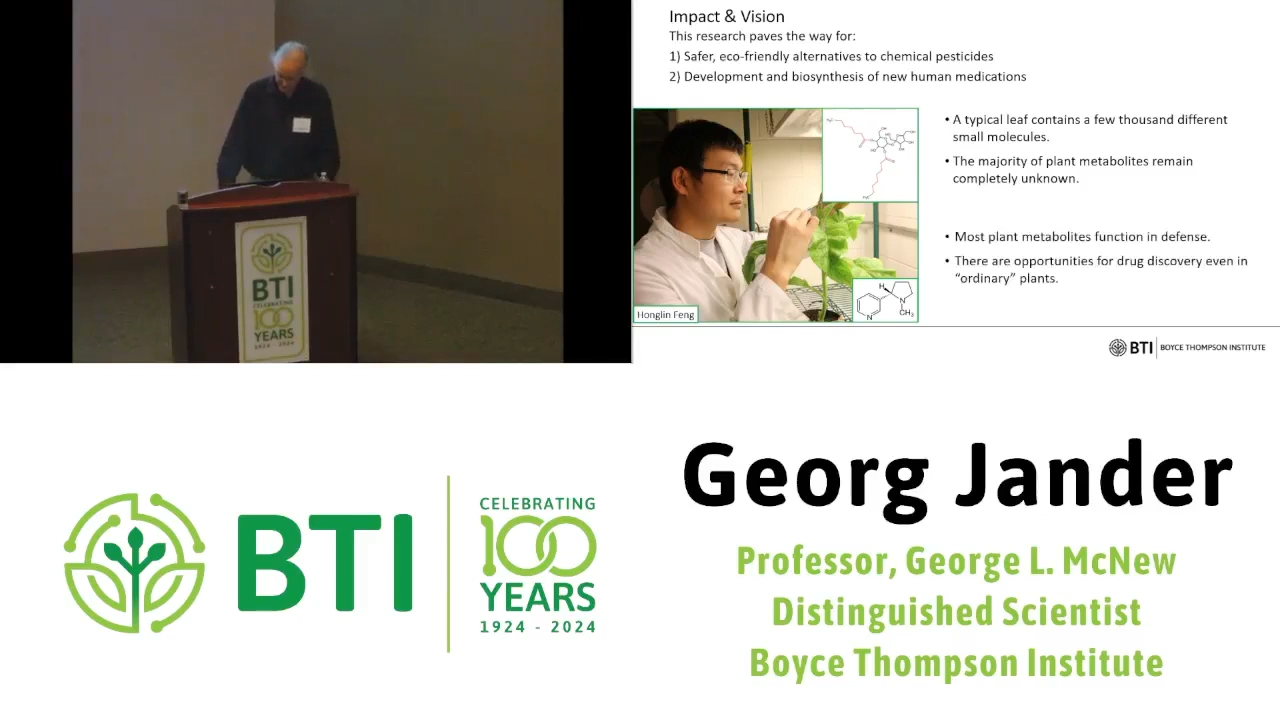 BTI
CELEBRATING
100
YEARS
1924 - 2024
Impact & Vision
This research paves the way for:
1) Safer, eco-friendly alternatives to chemical pesticides
2) Development and biosynthesis of new human medications
• A typical leaf contains a few thousand different
small molecules.
• The majority of plant metabolites remain
completely unknown.
• Most plant metabolites function in defense.
• There are opportunities for drug discovery even in
“ordinary” plants.
H
N
N
CH₃
Honglin Feng
BTI BOYCE THOMPSON INSTITUTE
BTI
CELEBRATING
100
YEARS
1924 - 2024
Georg Jander
Professor, George L. McNew
Distinguished Scientist
Boyce Thompson Institute